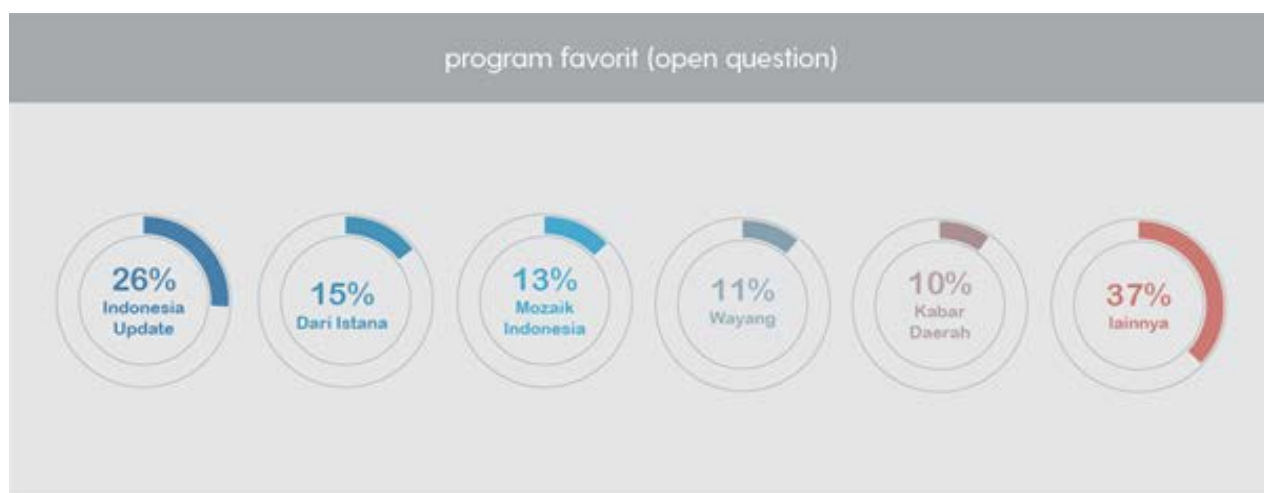 program favorit (open question)
26%
Indonesia
Update
15%
Dari Istana
13%
Mozaik
Indonesia
11%
Wayang
10%
Kabar
Daerah
37%
lainnya